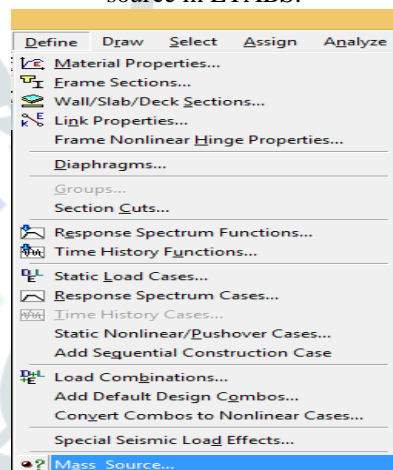 source in ETABS.
Define Draw Select Assign Analyze
Material Properties...
Frame Sections...
Wall/Slab/Deck Sections...
Link Properties...
Frame Nonlinear Hinge Properties...
Diaphragms...
Groups...
Section Cuts...
Response Spectrum Functions...
Time History Functions...
Static Load Cases...
Response Spectrum Cases...
Time History Cases...
Static Nonlinear/Pushover Cases...
Add Sequential Construction Case
Load Combinations...
Add Default Design Combos...
Convert Combos to Nonlinear Cases...
Special Seismic Load Effects...
Mass Source...